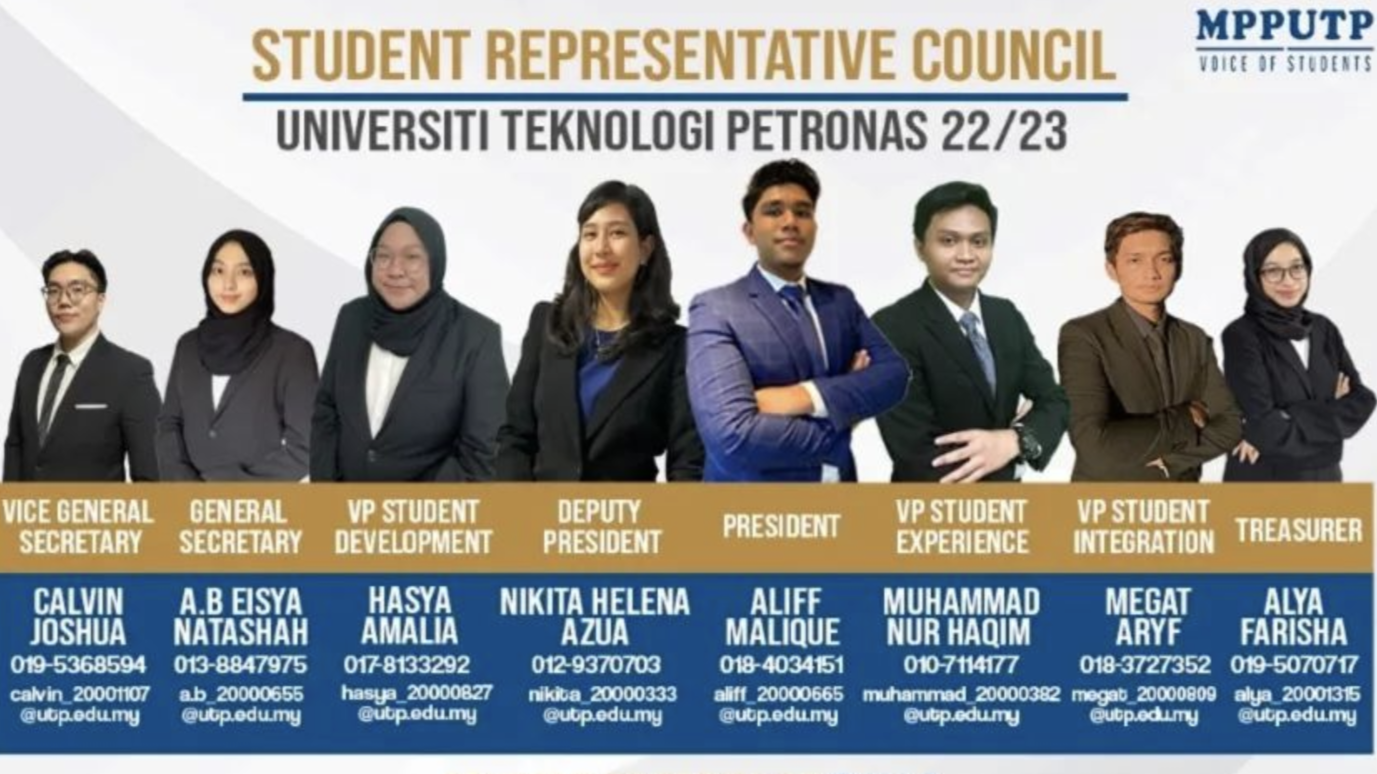 MPPUTP
VOICE OF STUDENTS
STUDENT REPRESENTATIVE COUNCIL
UNIVERSITI TEKNOLOGI PETRONAS 22/23
VICE GENERAL
SECRETARY
CALVIN
JOSHUA
019-5368594
calvin_20001107
@utp.edu.my
GENERAL
SECRETARY
A.B EISYA
NATASHAH
013-8847975
a.b_20000655
@utp.edu.my
VP STUDENT
DEVELOPMENT
HASYA
AMALIA
017-8133292
hasya_20000827
@utp.edu.my
DEPUTY
PRESIDENT
NIKITA HELENA
AZUA
012-9370703
nikita_20000333
@utp.edu.my
PRESIDENT
ALIFF
MALIQUE
018-4034151
aliff_20000665
@utp.edu.my
VP STUDENT
EXPERIENCE
MUHAMMAD
NUR HAQIM
010-7114177
muhammad_20000382
@utp.edu.my
VP STUDENT
INTEGRATION
MEGAT
ARYF
018-3727352
megat_20000809
@utp.edu.my
TREASURER
ALYA
FARISHA
019-5070717
alya_20001315
@utp.edu.my